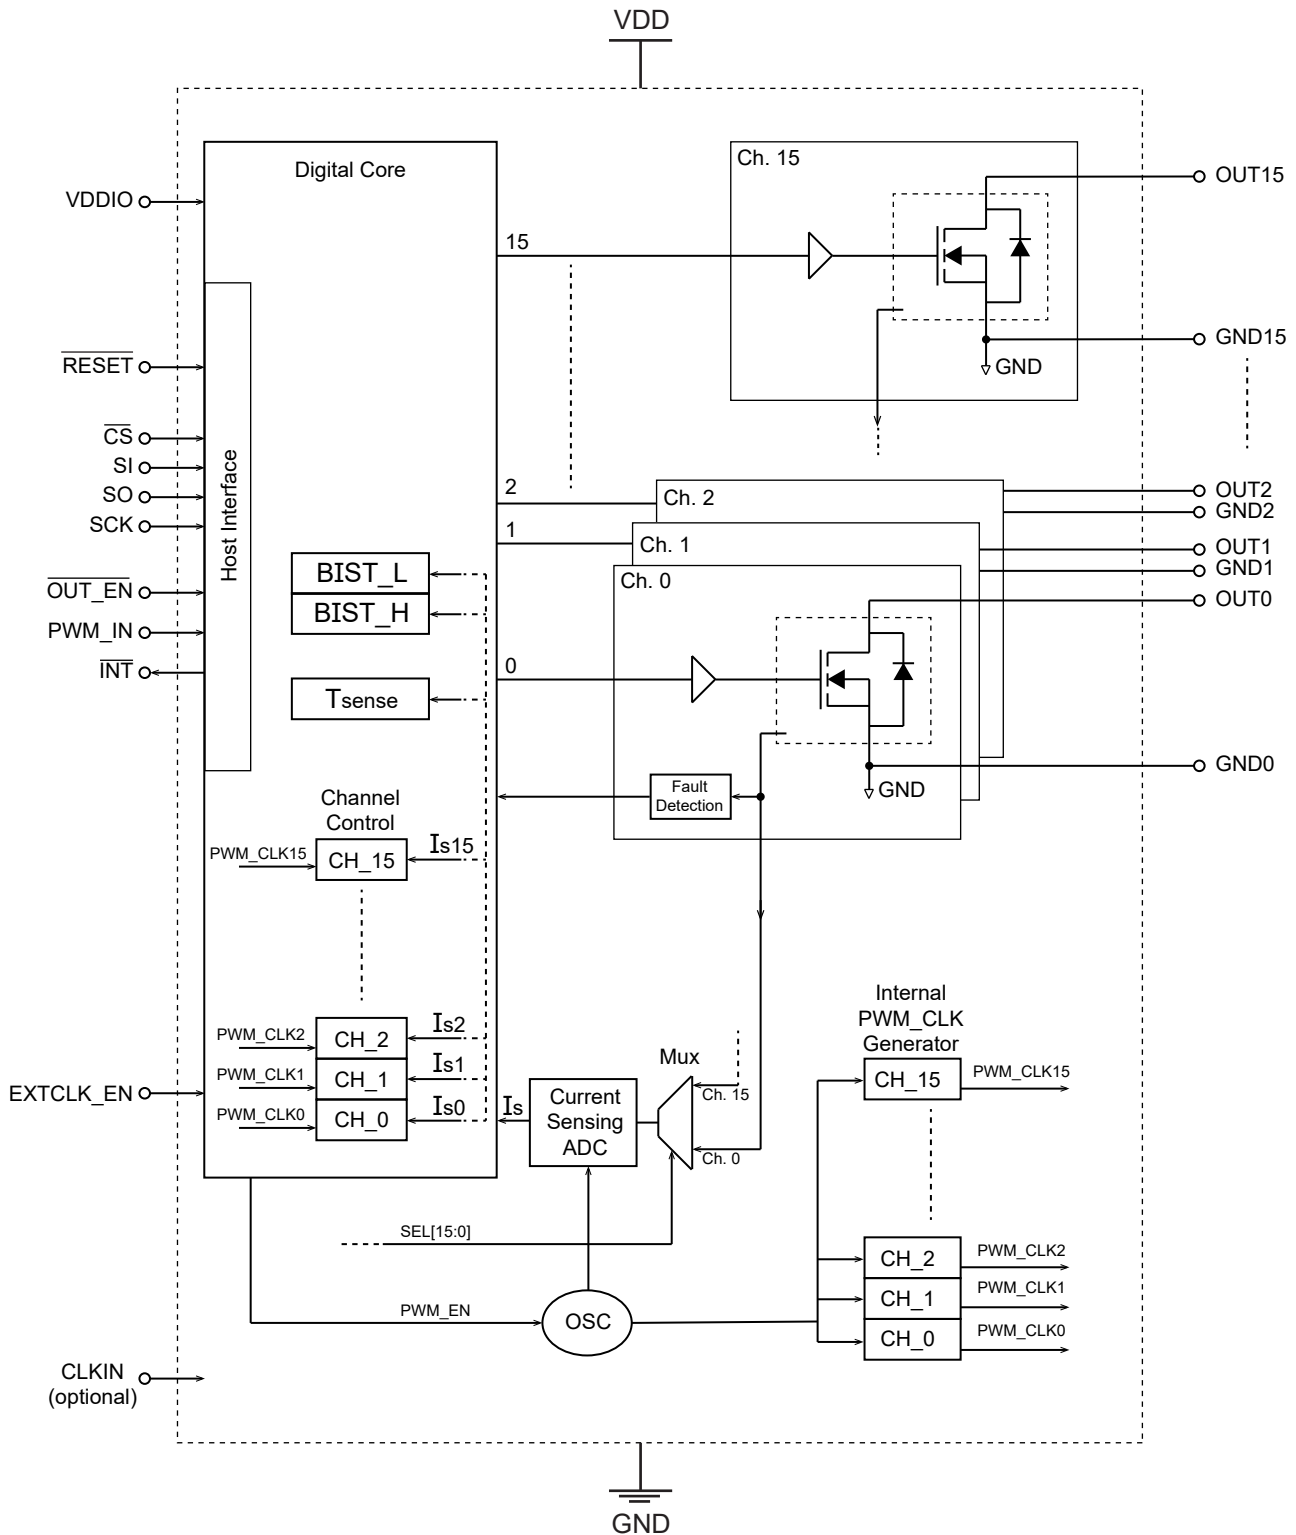 VDD
Digital Core
Ch. 15
OUT15
VDDIO
15
RESET
GND15
GND
CS
SI
SO
SCK
Host Interface
2
Ch. 2
OUT2
GND2
1
Ch. 1
OUT1
GND1
Ch. 0
OUT0
BIST_L
BIST_H
OUT_EN
PWM_IN
INT
0
Tsense
GND0
GND
Fault
Detection
Channel
Control
PWM_CLK15
CH_15
Is15
Internal
PWM_CLK
Generator
CH_15
PWM_CLK15
PWM_CLK2
CH_2
Is2
PWM_CLK1
CH_1
Is1
PWM_CLK0
CH_0
Is0
EXTCLK_EN
Is
Current
Sensing
ADC
Mux
Ch. 15
Ch. 0
SEL[15:0]
CH_2
PWM_CLK2
CH_1
PWM_CLK1
CH_0
PWM_CLK0
PWM_EN
OSC
CLKIN
(optional)
GND